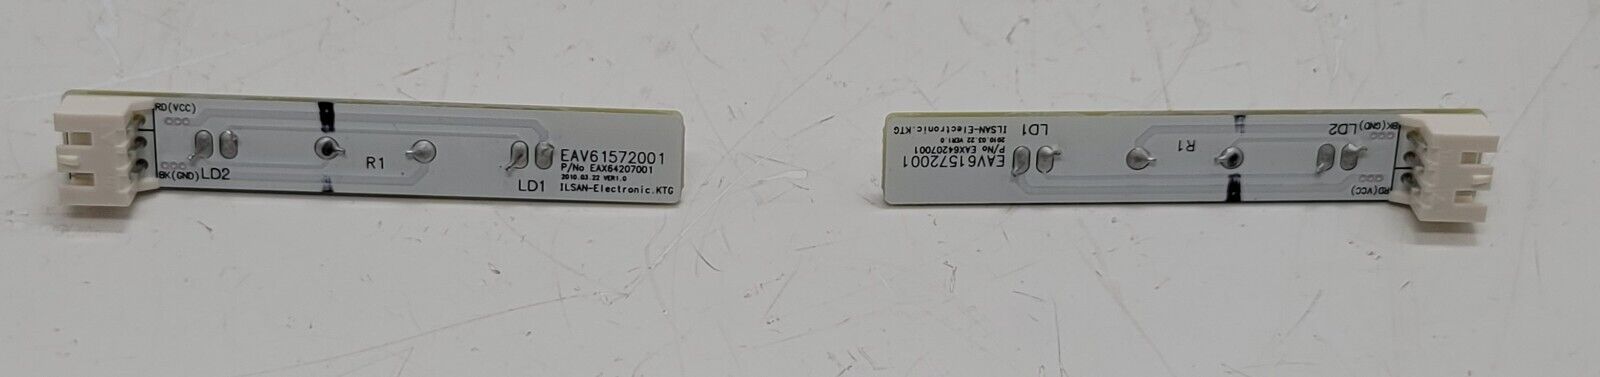 RD(VCC)
BK(GND)
LD2
R1
LD1
EAV61572001
P/No EAX64207001
2010.03.22 VER1.0
ILSAN-Electronic.KTG
EAV61572001
P/No EAX64207001
2010.03.22 VER1.0
ILSAN-Electronic.KTG
LD1
R1
LD2
BK(GND)
RD(VCC)